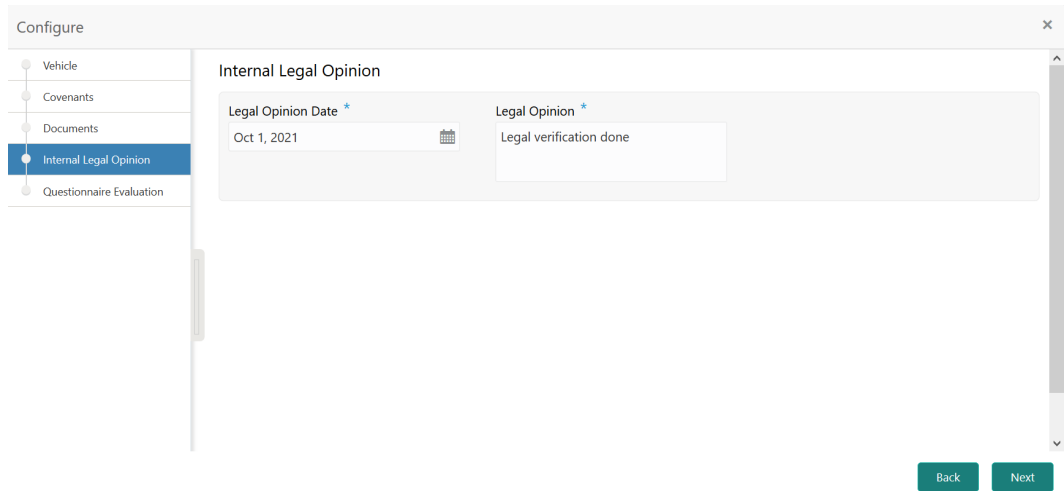 Configure
×
Vehicle
Covenants
Documents
Internal Legal Opinion
Questionnaire Evaluation
Internal Legal Opinion
Legal Opinion Date *
Oct 1, 2021
Legal Opinion *
Legal verification done
Back
Next